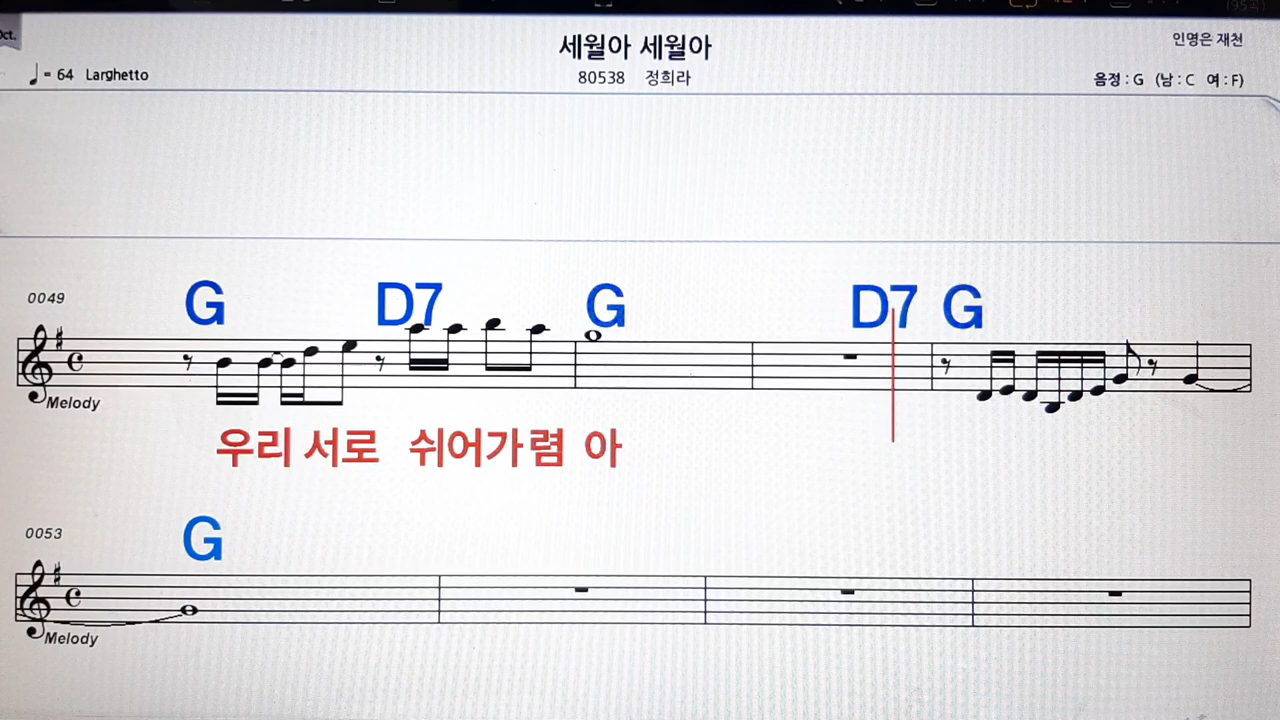 세월아 세월아
인명은 재천
♩= 64 Larghetto
80538 정희라
음정 : G (남 : C 여 : F)
0049
G D7 G D7 G
Melody
우리 서로 쉬어가렴 아
0053
G
Melody